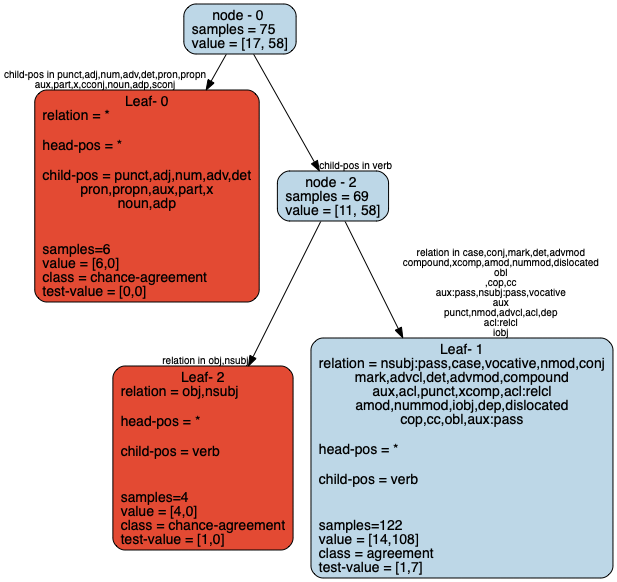 node - 0
samples = 75
value = [17, 58]
child-pos in punct,adj,num,adv,det,pron,propn
aux,part,x,cconj,noun,adp,sconj
Leaf- 0
relation = *
head-pos = *
child-pos = punct,adj,num,adv,det
pron,propn,aux,part,x
noun,adp
samples=6
value = [6,0]
class = chance-agreement
test-value = [0,0]
child-pos in verb
node - 2
samples = 69
value = [11, 58]
relation in case,conj,mark,det,advmod
compound,xcomp,amod,nummod,dislocated
obl
,cop,cc
aux:pass,nsubj:pass,vocative
aux
punct,nmod,advcl,acl,dep
acl:relcl
iobj
relation in obj,nsubj
Leaf- 2
relation = obj,nsubj
head-pos = *
child-pos = verb
samples=4
value = [4,0]
class = chance-agreement
test-value = [1,0]
Leaf- 1
relation = nsubj:pass,case,vocative,nmod,conj
mark,advcl,det,advmod,compound
aux,acl,punct,xcomp,acl:relcl
amod,nummod,iobj,dep,dislocated
cop,cc,obl,aux:pass
head-pos = *
child-pos = verb
samples=122
value = [14,108]
class = agreement
test-value = [1,7]